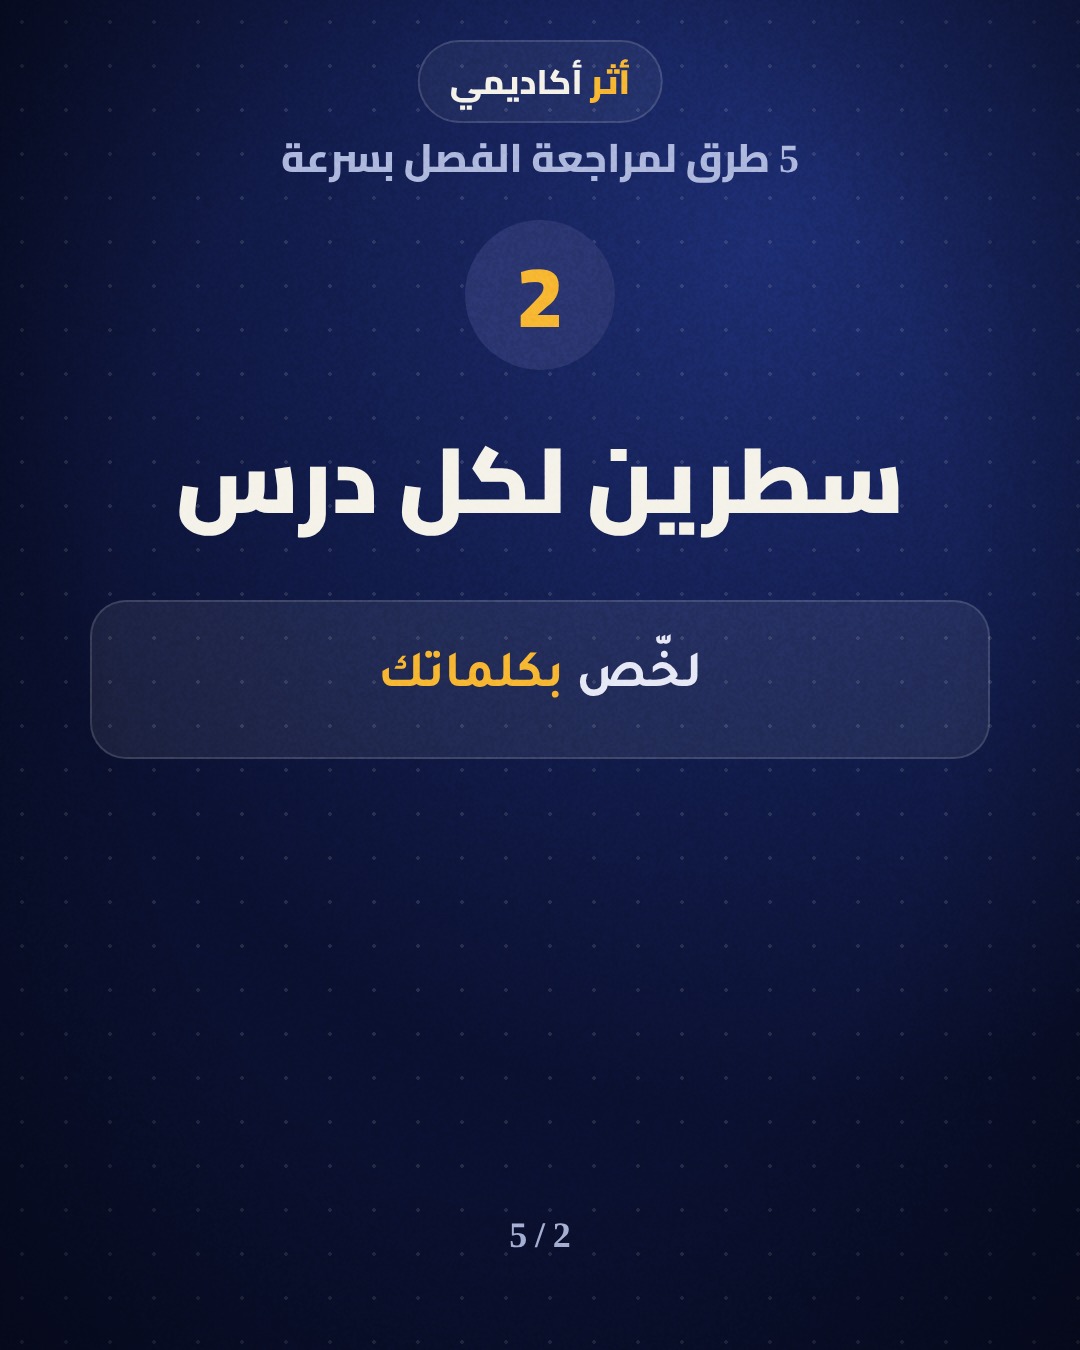 أثر أكاديمي
5 طرق لمراجعة الفصل بسرعة
2
سطرين لكل درس
لخّص بكلماتك
5 / 2